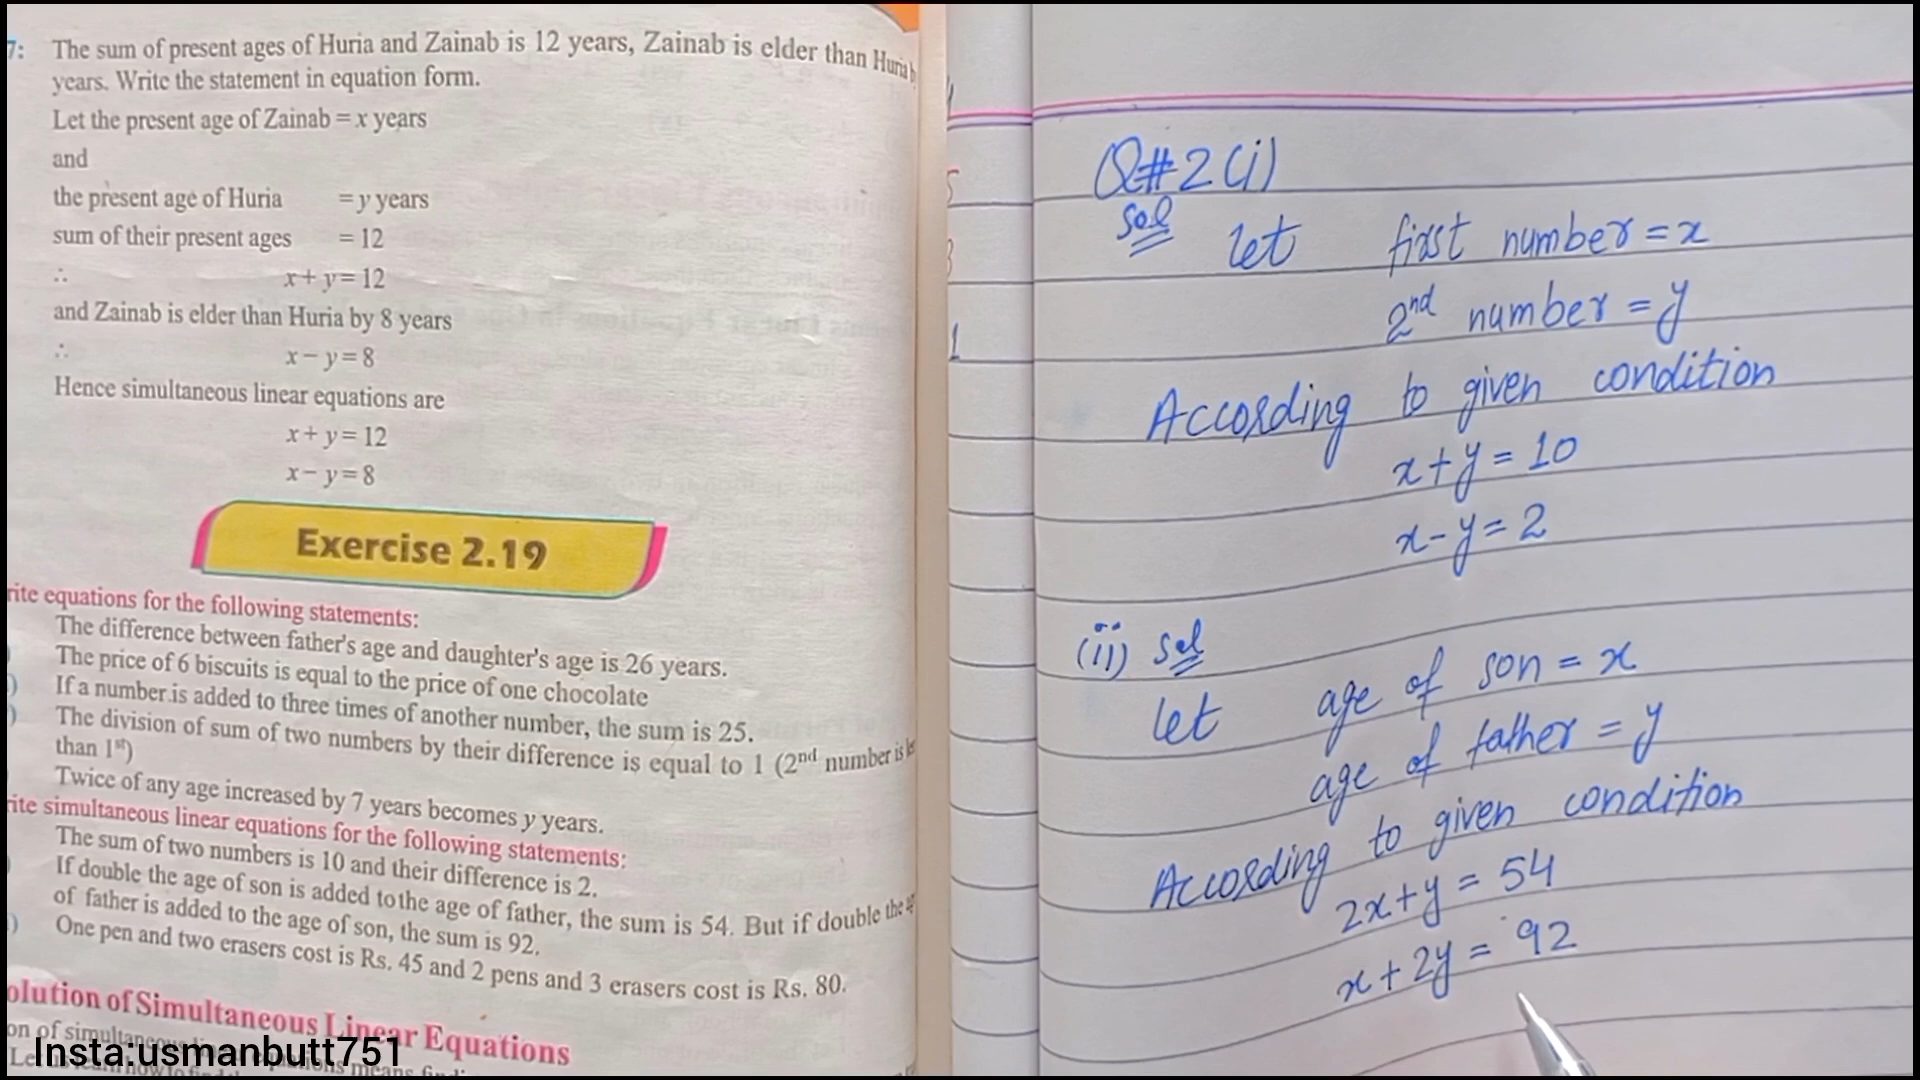 7: The sum of present ages of Huria and Zainab is 12 years, Zainab is elder than Huria
years. Write the statement in equation form.
Let the present age of Zainab = x years
and
the present age of Huria = y years
sum of their present ages = 12
∴ x + y = 12
and Zainab is elder than Huria by 8 years
∴ x − y = 8
Hence simultaneous linear equations are
x + y = 12
x − y = 8
Exercise 2.19
rite equations for the following statements:
The difference between father's age and daughter's age is 26 years.
The price of 6 biscuits is equal to the price of one chocolate
) If a number is added to three times of another number, the sum is 25.
) The division of sum of two numbers by their difference is equal to 1 (2nd number is
than 1st)
Twice of any age increased by 7 years becomes y years.
rite simultaneous linear equations for the following statements:
The sum of two numbers is 10 and their difference is 2.
If double the age of son is added to the age of father, the sum is 54. But if double the
of father is added to the age of son, the sum is 92.
) One pen and two erasers cost is Rs. 45 and 2 pens and 3 erasers cost is Rs. 80.
olution of Simultaneous Linear Equations
on of simultaneous
Insta:usmanbutt751
Q#2(i)
Sol
let first number = x
2nd number = y
According to given condition
x + y = 10
x - y = 2
(ii) Sol
let age of son = x
age of father = y
According to given condition
2x + y = 54
x + 2y = 92